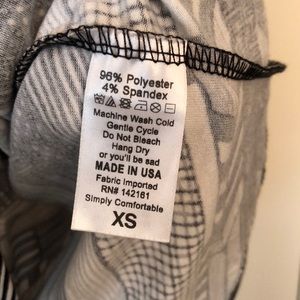 96% Polyester
4% Spandex
Machine Wash Cold
Gentle Cycle
Do Not Bleach
Hang Dry
or you'll be sad
MADE IN USA
Fabric Imported
RN# 142161
Simply Comfortable
XS